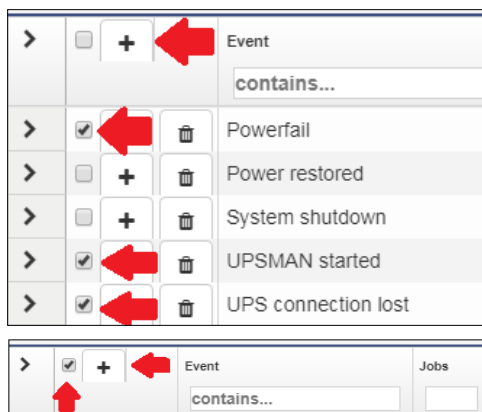 Event
contains...
Powerfail
Power restored
System shutdown
UPSMAN started
UPS connection lost
Event Jobs
contains...